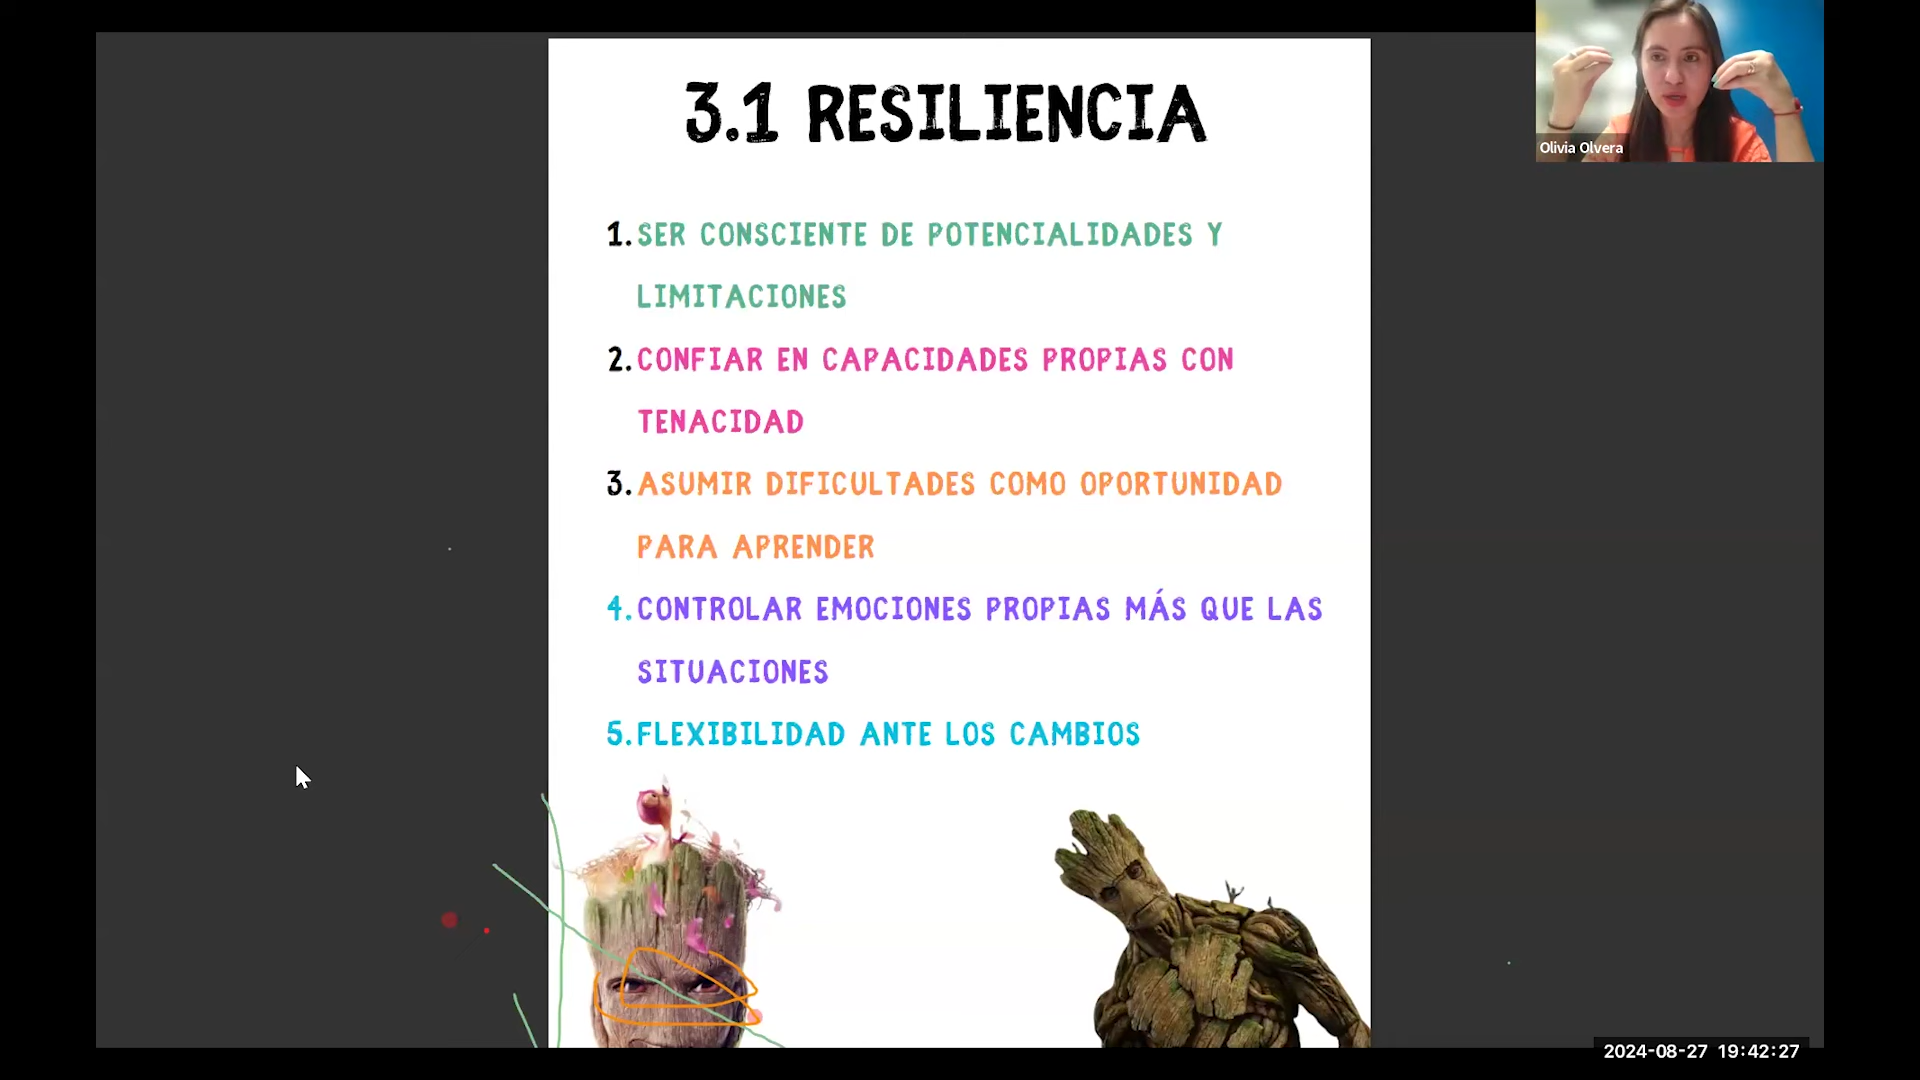 3.1 RESILIENCIA
Olivia Olvera
1. SER CONSCIENTE DE POTENCIALIDADES Y
LIMITACIONES
2. CONFIAR EN CAPACIDADES PROPIAS CON
TENACIDAD
3. ASUMIR DIFICULTADES COMO OPORTUNIDAD
PARA APRENDER
4. CONTROLAR EMOCIONES PROPIAS MÁS QUE LAS
SITUACIONES
5. FLEXIBILIDAD ANTE LOS CAMBIOS
2024-08-27 19:42:27